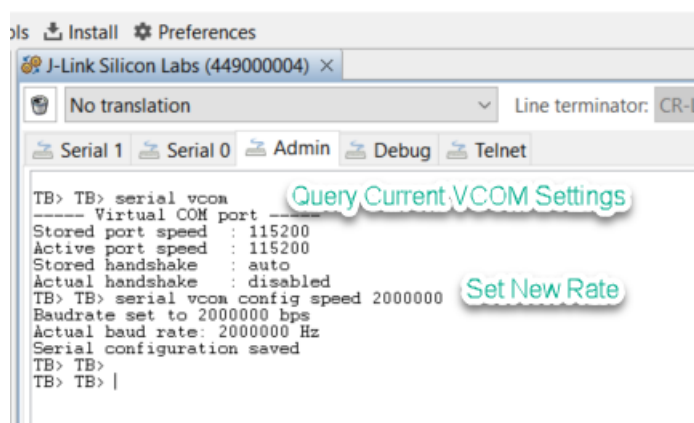 ols Install Preferences
J-Link Silicon Labs (449000004) ×
No translation Line terminator: CR-L
Serial 1 Serial 0 Admin Debug Telnet
TB> TB> serial vcom
Query Current VCOM Settings
----- Virtual COM port -----
Stored port speed : 115200
Active port speed : 115200
Stored handshake : auto
Actual handshake : disabled
TB> TB> serial vcom config speed 2000000
Set New Rate
Baudrate set to 2000000 bps
Actual baud rate: 2000000 Hz
Serial configuration saved
TB> TB>
TB> TB> |